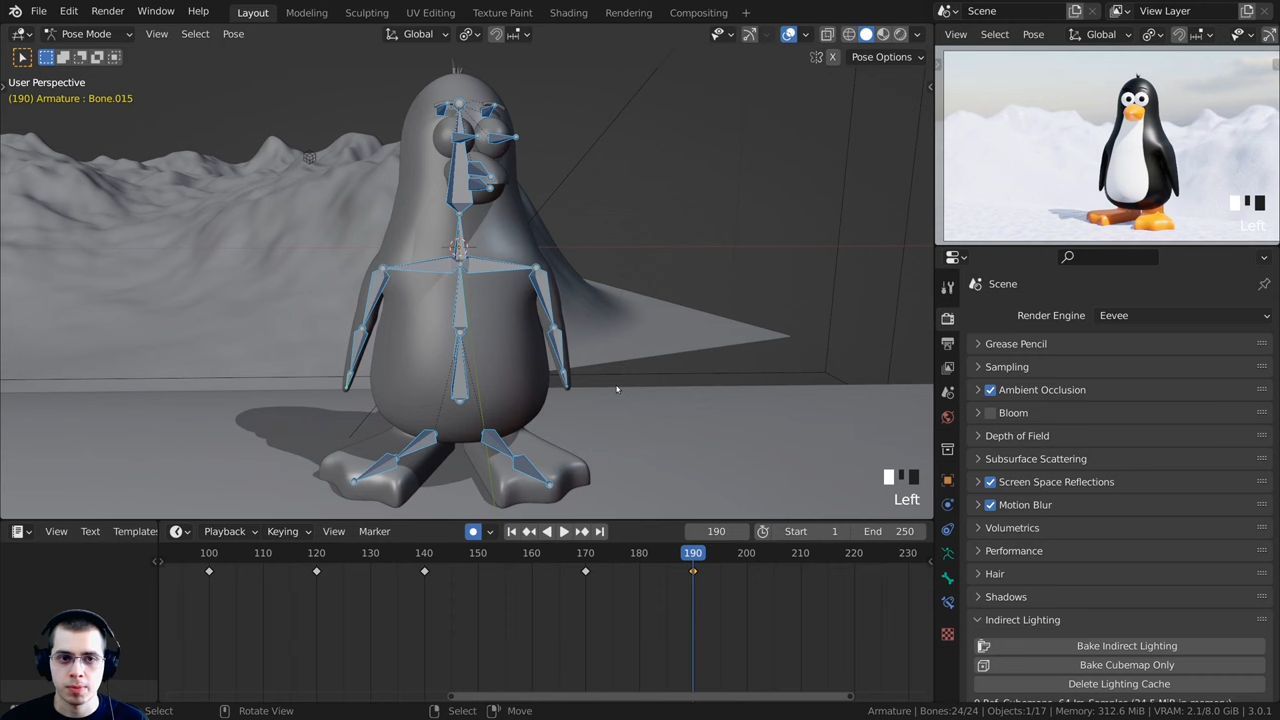 File Edit Render Window Help
Layout Modeling Sculpting UV Editing Texture Paint Shading Rendering Compositing +
Scene
View Layer
Pose Mode View Select Pose
Global
View Select Pose Global
X Pose Options
User Perspective
(190) Armature : Bone.015
Left
Scene
Render Engine Eevee
Grease Pencil
Sampling
Ambient Occlusion
Bloom
Depth of Field
Subsurface Scattering
Screen Space Reflections
Motion Blur
Volumetrics
Performance
Hair
Shadows
Indirect Lighting
Bake Indirect Lighting
Bake Cubemap Only
Delete Lighting Cache
Left
View Text Templates
Playback Keying View Marker
190 Start 1 End 250
100 120 130 140 150 160 170 180 190 200 210 220 230
110
Select Rotate View Select Move
Armature | Bones:24/24 | Objects:1/17 | Memory: 312.6 MiB | VRAM: 2.1/8.0 GiB | 3.0.1